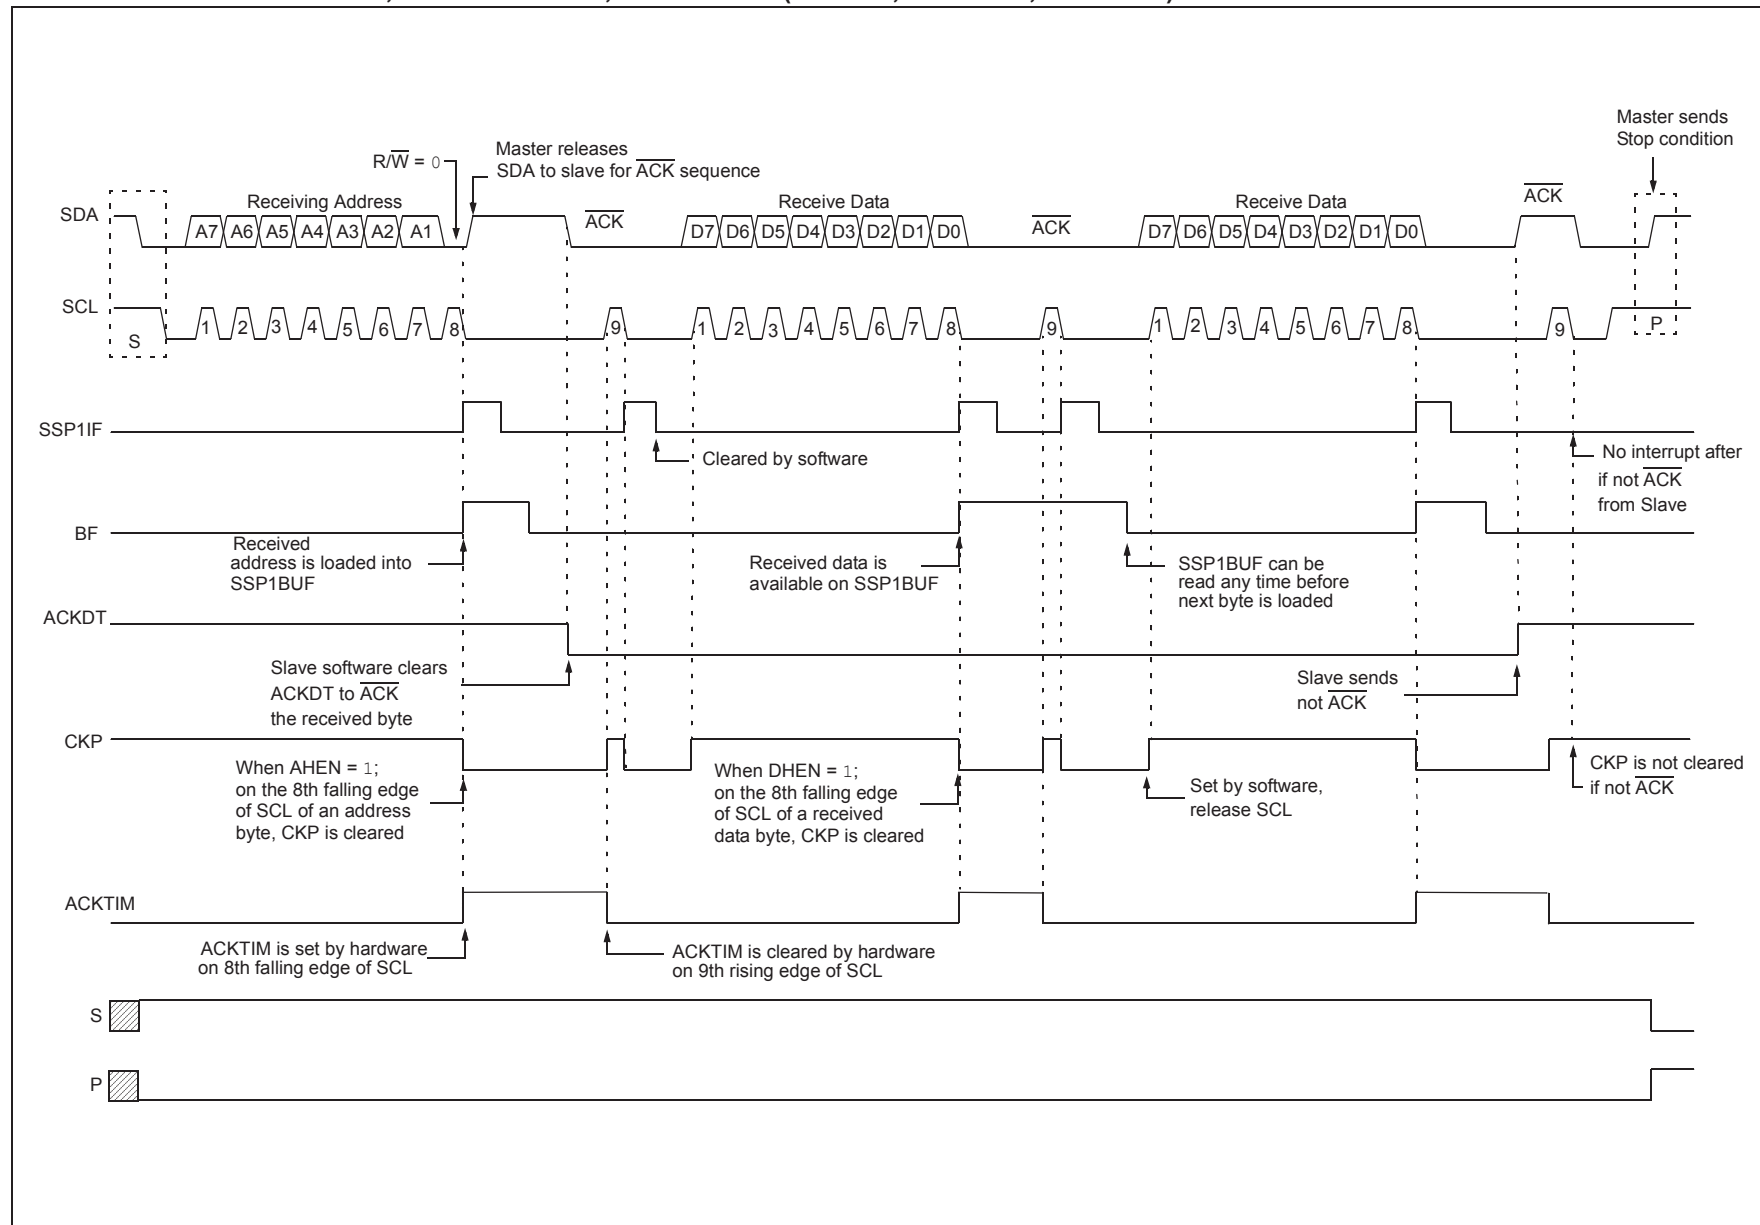 Master sends
Stop condition
R/W = 0
Master releases
SDA to slave for ACK sequence
SDA
Receiving Address
ACK
Receive Data
ACK
Receive Data
ACK
A7 A6 A5 A4 A3 A2 A1
D7 D6 D5 D4 D3 D2 D1 D0
D7 D6 D5 D4 D3 D2 D1 D0
SCL
S
1 2 3 4 5 6 7 8 9
1 2 3 4 5 6 7 8 9
1 2 3 4 5 6 7 8 9
P
SSP1IF
Cleared by software
No interrupt after
if not ACK
from Slave
BF
Received
address is loaded into
SSP1BUF
Received data is
available on SSP1BUF
SSP1BUF can be
read any time before
next byte is loaded
ACKDT
Slave software clears
ACKDT to ACK
the received byte
Slave sends
not ACK
CKP
When AHEN = 1;
on the 8th falling edge
of SCL of an address
byte, CKP is cleared
When DHEN = 1;
on the 8th falling edge
of SCL of a received
data byte, CKP is cleared
Set by software,
release SCL
CKP is not cleared
if not ACK
ACKTIM
ACKTIM is set by hardware
on 8th falling edge of SCL
ACKTIM is cleared by hardware
on 9th rising edge of SCL
S
P